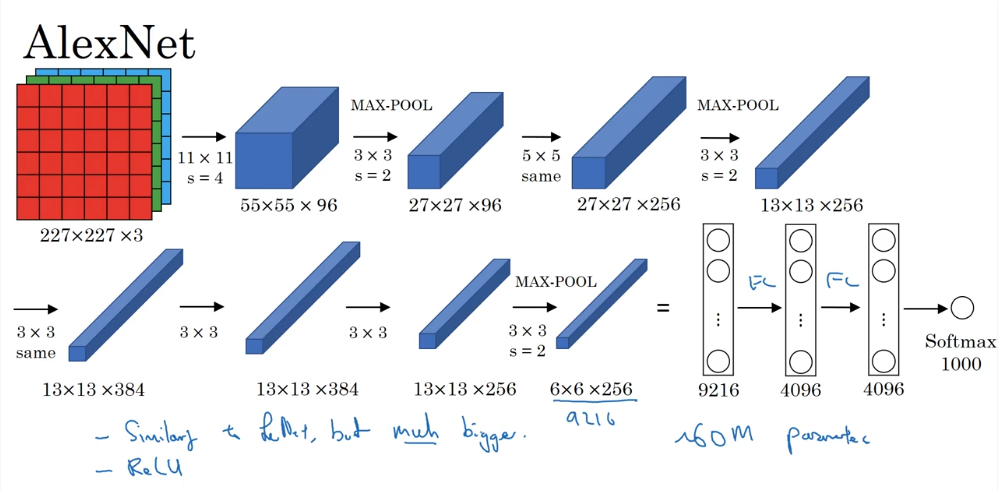 AlexNet
MAX-POOL
MAX-POOL
11 × 11
s = 4
3 × 3
s = 2
5 × 5
same
3 × 3
s = 2
55×55 × 96
27×27 ×96
27×27 ×256
13×13 ×256
227×227 ×3
MAX-POOL
FC
FC
3 × 3
same
3 × 3
3 × 3
3 × 3
s = 2
=
⋮
⋮
⋮
Softmax
1000
13×13 ×384
13×13 ×384
13×13 ×256
6×6 ×256
9216
4096
4096
9216
- Similary to LeNet, but much bigger.
- ReLU
~60M